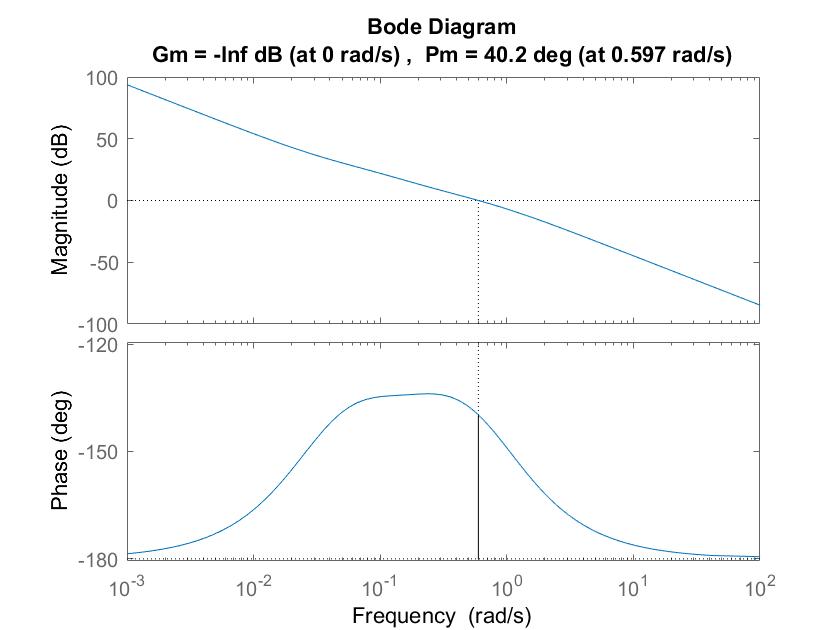 Bode Diagram
Gm = -Inf dB (at 0 rad/s) ,  Pm = 40.2 deg (at 0.597 rad/s)
100
50
0
-50
-100
Magnitude (dB)
-120
-150
-180
Phase (deg)
10⁻³ 10⁻² 10⁻¹ 10⁰ 10¹ 10²
Frequency  (rad/s)